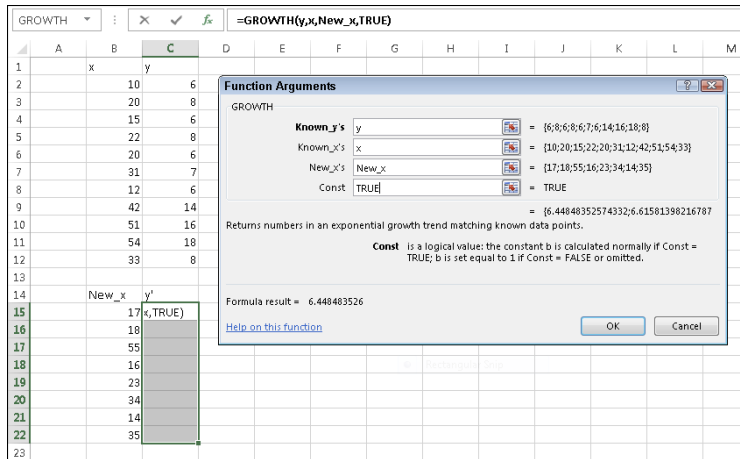 GROWTH fx =GROWTH(y,x,New_x,TRUE)
A B C D E F G H I J K L M
1 x y
2 10 6
3 20 8
4 15 6
5 22 8
6 20 6
7 31 7
8 12 6
9 42 14
10 51 16
11 54 18
12 33 8
13
14 New_x y'
15 17 x,TRUE)
16 18
17 55
18 16
19 23
20 34
21 14
22 35
23
Function Arguments
GROWTH
Known_y's y = {6;8;6;8;6;7;6;14;16;18;8}
Known_x's x = {10;20;15;22;20;31;12;42;51;54;33}
New_x's New_x = {17;18;55;16;23;34;14;35}
Const TRUE = TRUE
= {6.44848352574332;6.61581398216787
Returns numbers in an exponential growth trend matching known data points.
Const is a logical value: the constant b is calculated normally if Const =
TRUE; b is set equal to 1 if Const = FALSE or omitted.
Formula result = 6.448483526
Help on this function OK Cancel